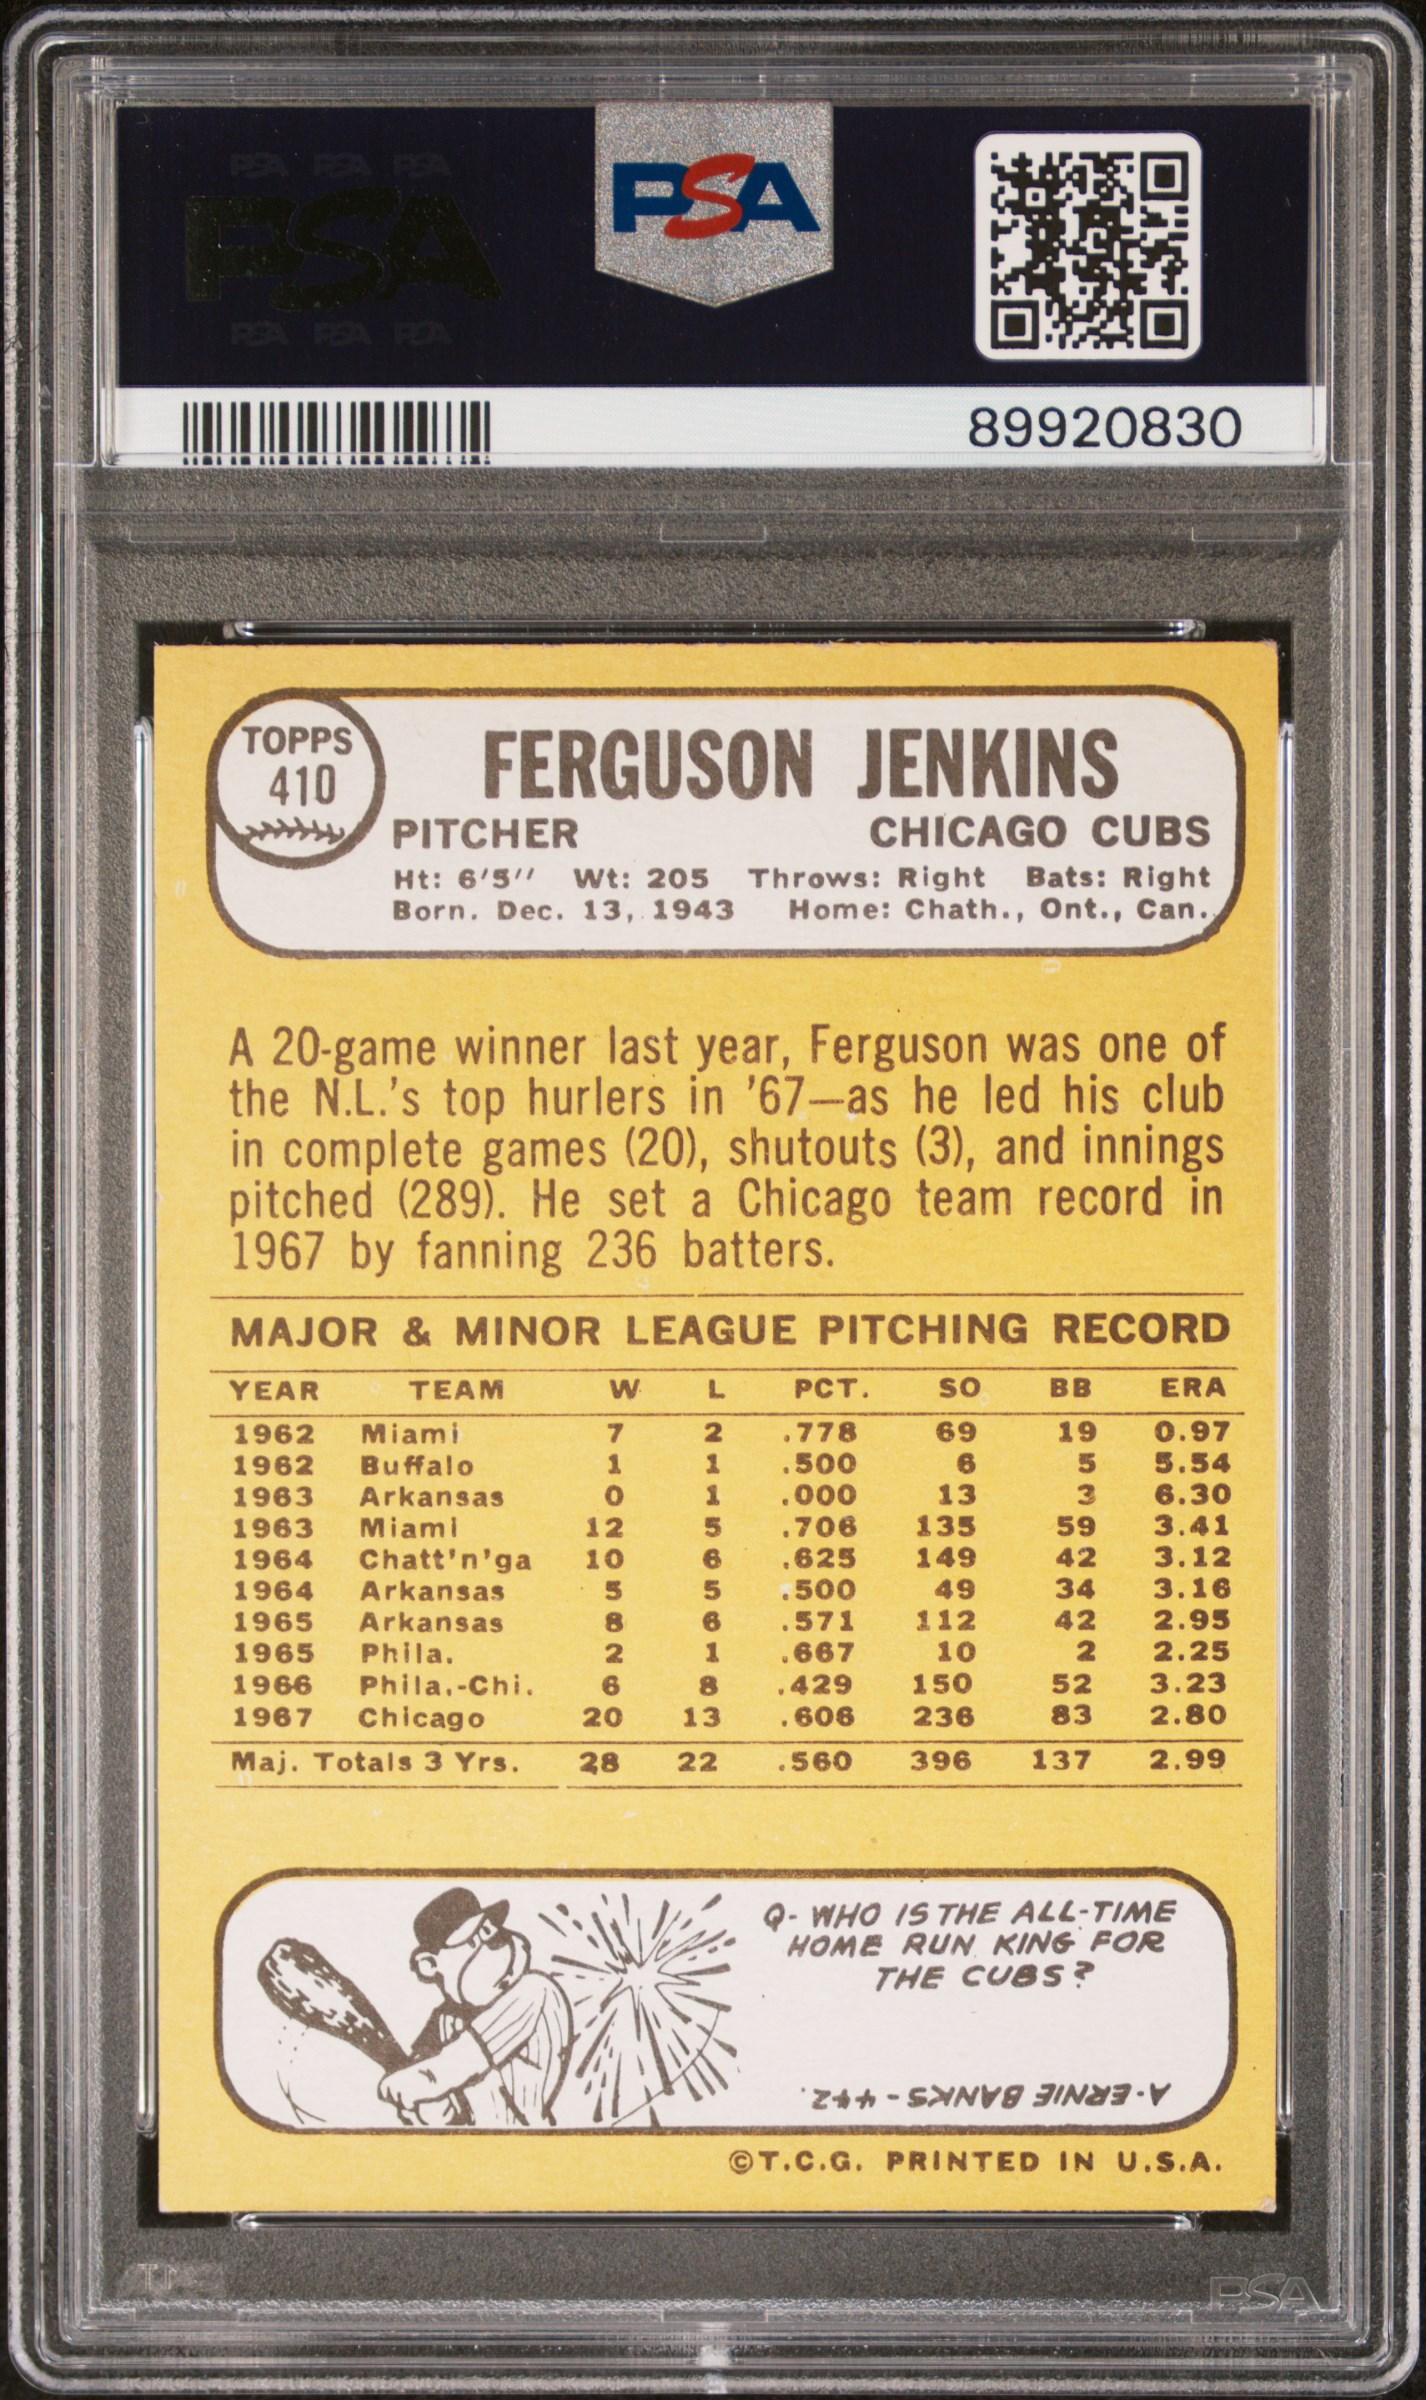 PSA PSA PSA
PSA
PSA PSA PSA
PSA
89920830
TOPPS
410
FERGUSON JENKINS
PITCHER CHICAGO CUBS
Ht: 6'5'' Wt: 205 Throws: Right Bats: Right
Born. Dec. 13, 1943 Home: Chath., Ont., Can.
A 20-game winner last year, Ferguson was one of
the N.L.'s top hurlers in '67—as he led his club
in complete games (20), shutouts (3), and innings
pitched (289). He set a Chicago team record in
1967 by fanning 236 batters.
MAJOR & MINOR LEAGUE PITCHING RECORD
YEAR TEAM W L PCT. SO BB ERA
1962 Miami 7 2 .778 69 19 0.97
1962 Buffalo 1 1 .500 6 5 5.54
1963 Arkansas 0 1 .000 13 3 6.30
1963 Miami 12 5 .706 135 59 3.41
1964 Chatt'n'ga 10 6 .625 149 42 3.12
1964 Arkansas 5 5 .500 49 34 3.16
1965 Arkansas 8 6 .571 112 42 2.95
1965 Phila. 2 1 .667 10 2 2.25
1966 Phila.-Chi. 6 8 .429 150 52 3.23
1967 Chicago 20 13 .606 236 83 2.80
Maj. Totals 3 Yrs. 28 22 .560 396 137 2.99
Q- WHO IS THE ALL-TIME
HOME RUN KING FOR
THE CUBS?
A-ERNIE BANKS-442.
©T.C.G. PRINTED IN U.S.A.
PSA